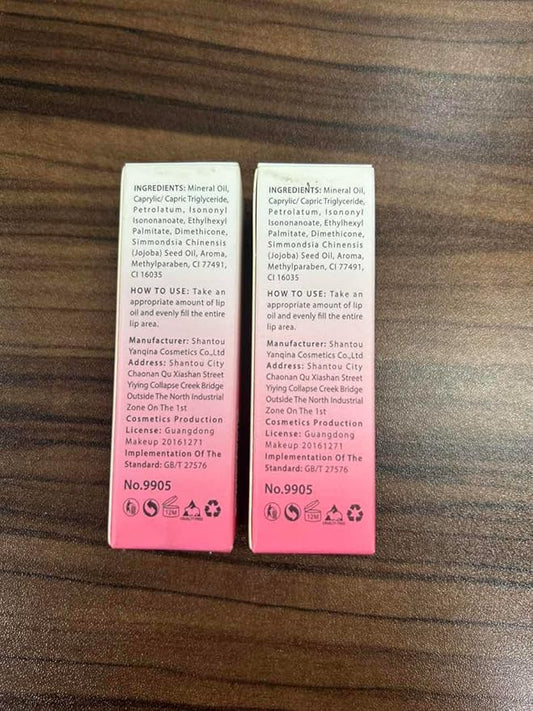 INGREDIENTS: Mineral Oil,
Caprylic/ Capric Triglyceride,
Petrolatum, Isononyl
Isononanoate, Ethylhexyl
Palmitate, Dimethicone,
Simmondsia Chinensis
(Jojoba) Seed Oil, Aroma,
Methylparaben, CI 77491,
CI 16035
HOW TO USE: Take an
appropriate amount of lip
oil and evenly fill the entire
lip area.
Manufacturer: Shantou
Yanqina Cosmetics Co.,Ltd
Address: Shantou City
Chaonan Qu Xiashan Street
Yiying Collapse Creek Bridge
Outside The North Industrial
Zone On The 1st
Cosmetics Production
License: Guangdong
Makeup 20161271
Implementation Of The
Standard: GB/T 27576
No.9905
12M
CRUELTY FREE
INGREDIENTS: Mineral Oil,
Caprylic/ Capric Triglyceride,
Petrolatum, Isononyl
Isononanoate, Ethylhexyl
Palmitate, Dimethicone,
Simmondsia Chinensis
(Jojoba) Seed Oil, Aroma,
Methylparaben, CI 77491,
CI 16035
HOW TO USE: Take an
appropriate amount of lip
oil and evenly fill the entire
lip area.
Manufacturer: Shantou
Yanqina Cosmetics Co.,Ltd
Address: Shantou City
Chaonan Qu Xiashan Street
Yiying Collapse Creek Bridge
Outside The North Industrial
Zone On The 1st
Cosmetics Production
License: Guangdong
Makeup 20161271
Implementation Of The
Standard: GB/T 27576
No.9905
12M
CRUELTY FREE